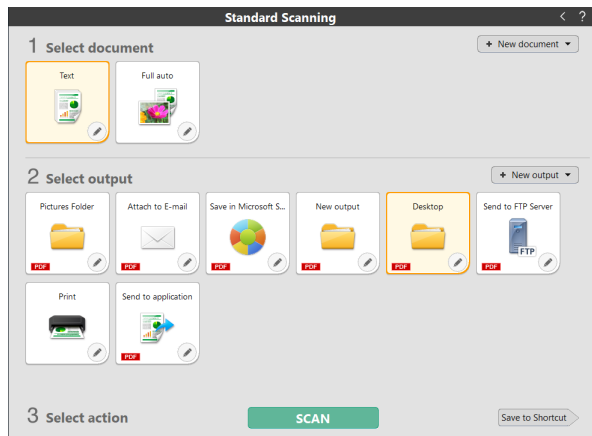 Standard Scanning < ?
1 Select document + New document
Text Full auto
2 Select output + New output
Pictures Folder Attach to E-mail Save in Microsoft S... New output Desktop Send to FTP Server
PDF PDF PDF PDF PDF FTP PDF
Print Send to application
PDF
3 Select action SCAN Save to Shortcut